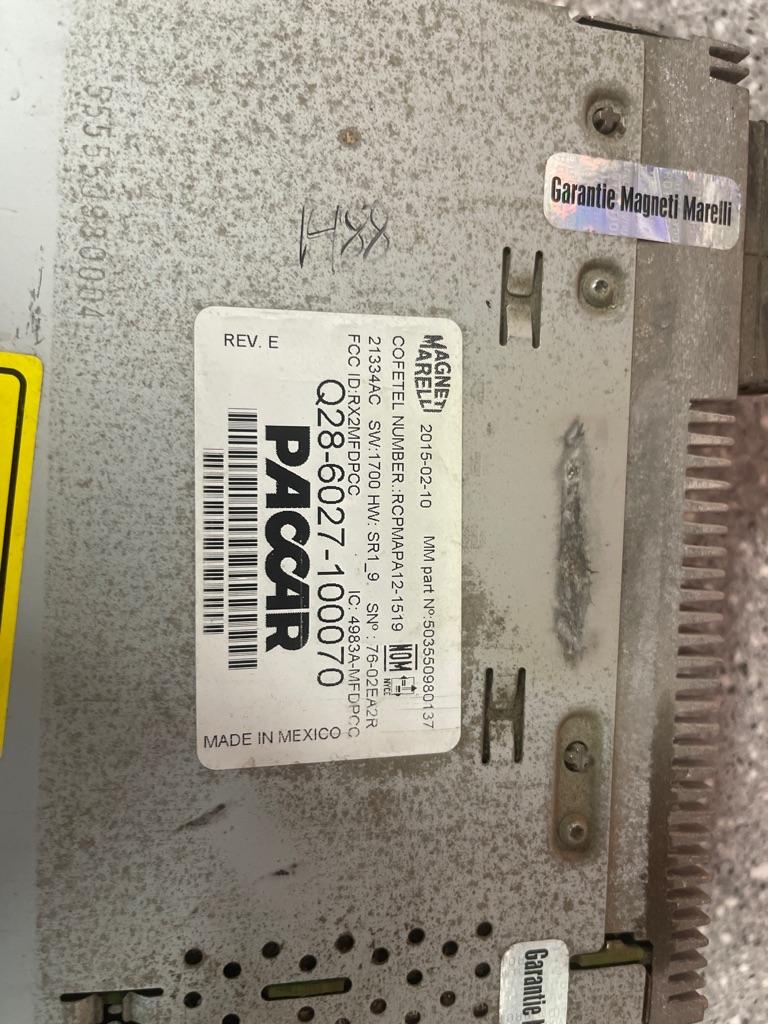 Garantie Magneti Marelli
MAGNETI
MARELLI
2015-02-10 MM part Nº:503550980137
COFETEL NUMBER.:RCPMAPA12-1519
NOM
NYCE
21334AC SW:1700 HW: SR1_9 SNº : 76-02EA2R
FCC ID:RX2MFDPCC IC: 4983A-MFDPCC
Q28-6027-100070
PACCAR
REV. E
MADE IN MEXICO
Garantie